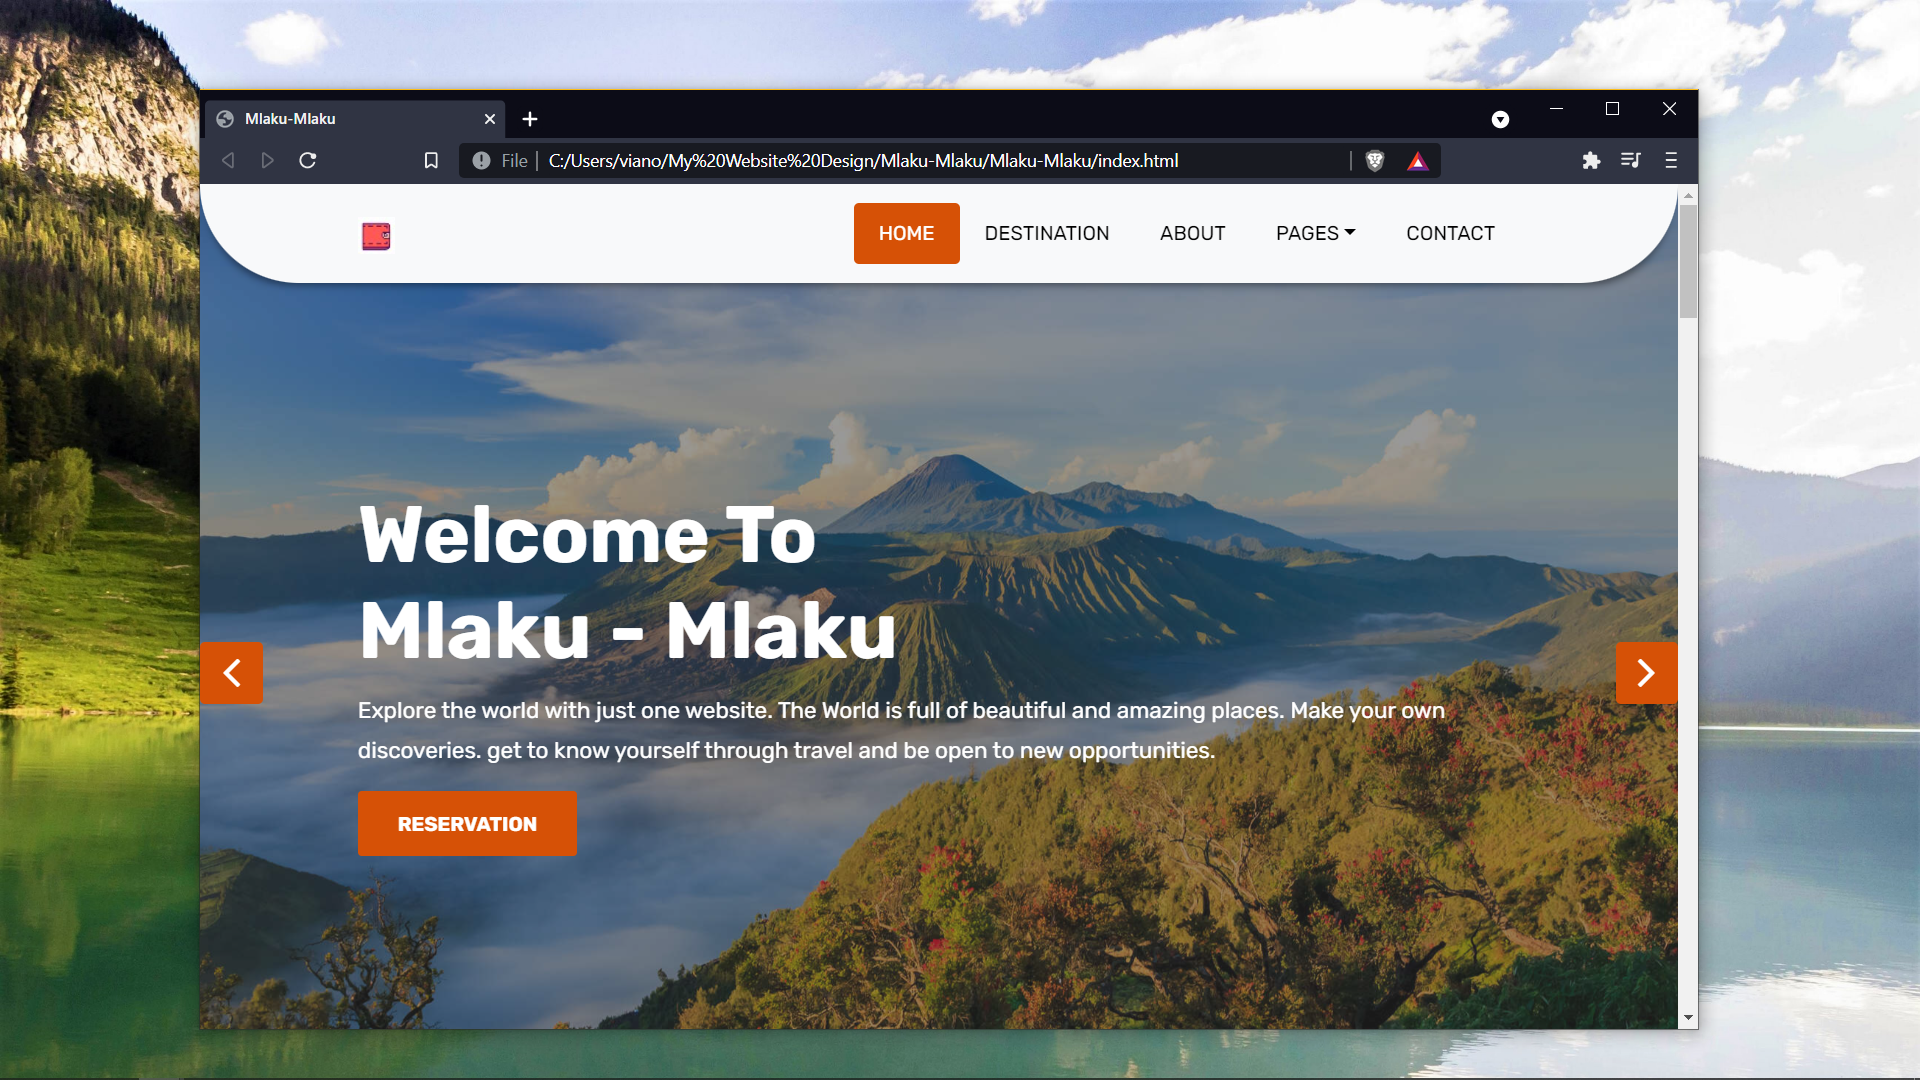 Mlaku-Mlaku
File | C:/Users/viano/My%20Website%20Design/Mlaku-Mlaku/Mlaku-Mlaku/index.html
HOME DESTINATION ABOUT PAGES CONTACT
Welcome To
Mlaku - Mlaku
Explore the world with just one website. The World is full of beautiful and amazing places. Make your own
discoveries. get to know yourself through travel and be open to new opportunities.
RESERVATION